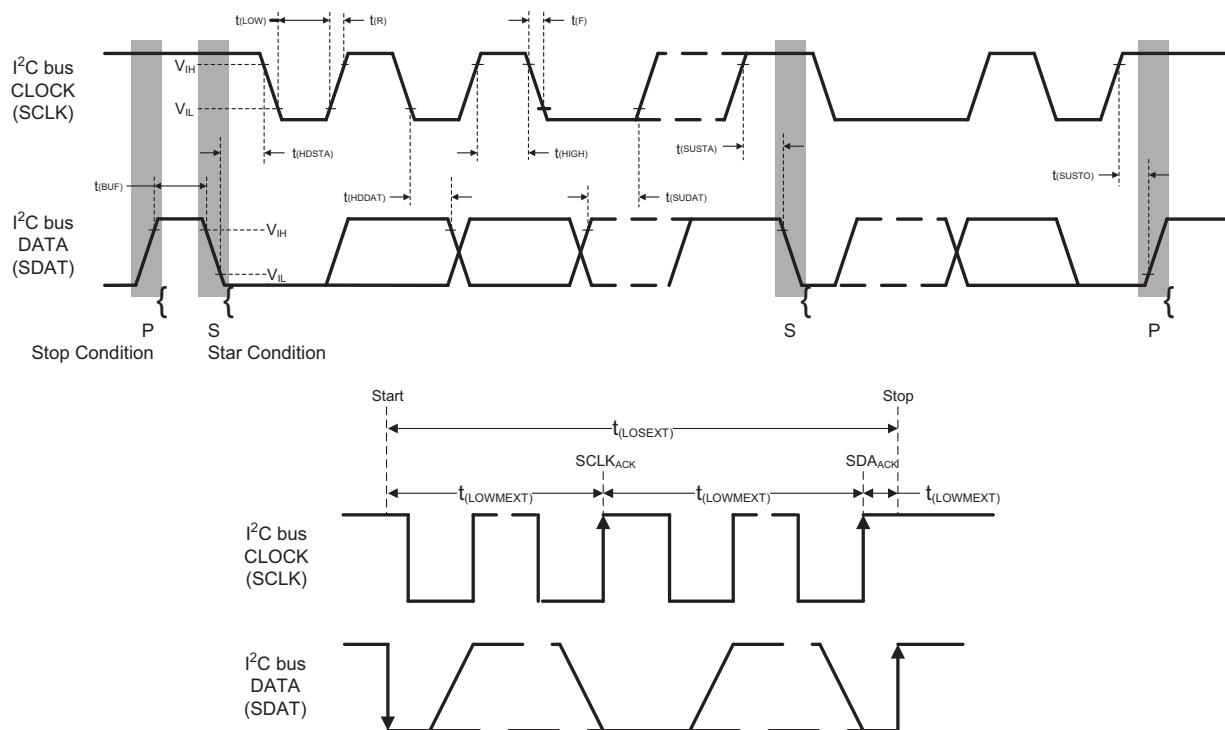 t(LOW)
t(R)
t(F)
I²C bus
CLOCK
(SCLK)
VIH
VIL
t(HDSTA)
t(HIGH)
t(SUSTA)
t(SUSTO)
t(BUF)
t(HDDAT)
t(SUDAT)
I²C bus
DATA
(SDAT)
VIH
VIL
{ { { {
P S S P
Stop Condition Star Condition
Start Stop
t(LOSEXT)
SCLKACK SDAACK
t(LOWMEXT) t(LOWMEXT) t(LOWMEXT)
I²C bus
CLOCK
(SCLK)
I²C bus
DATA
(SDAT)